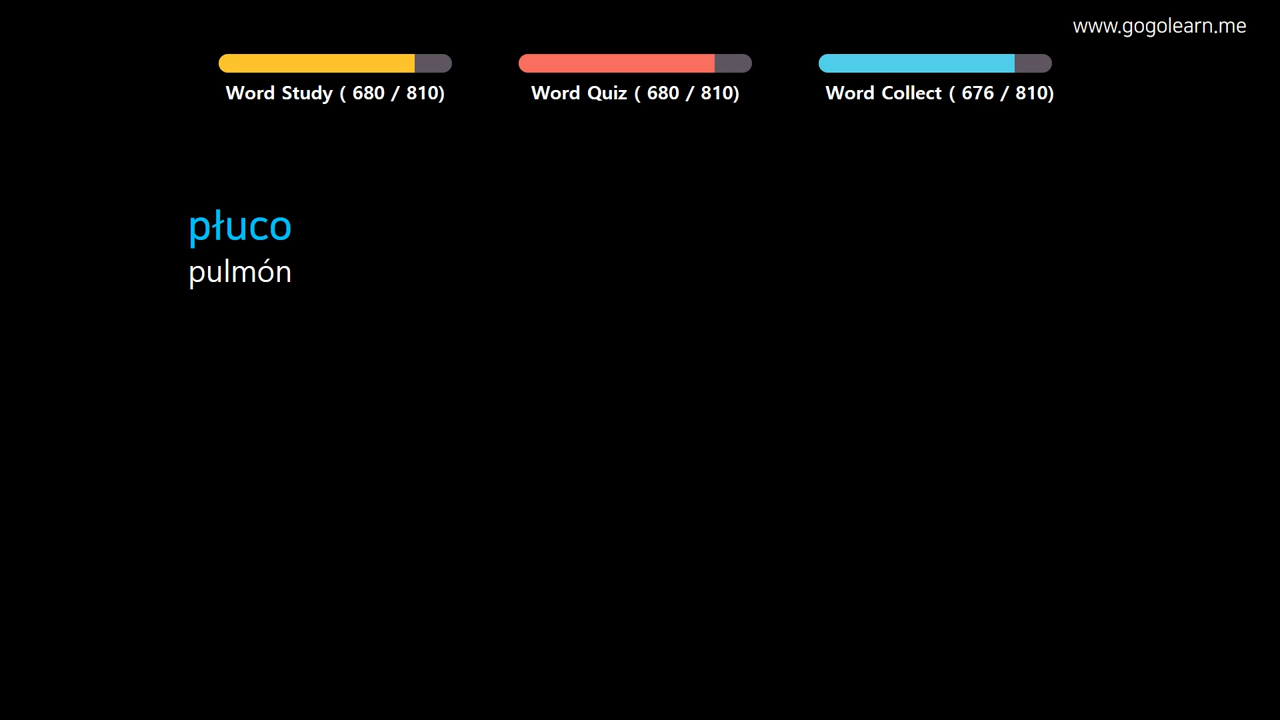 www.gogolearn.me
Word Study ( 680 / 810)
Word Quiz ( 680 / 810)
Word Collect ( 676 / 810)
płuco
pulmón